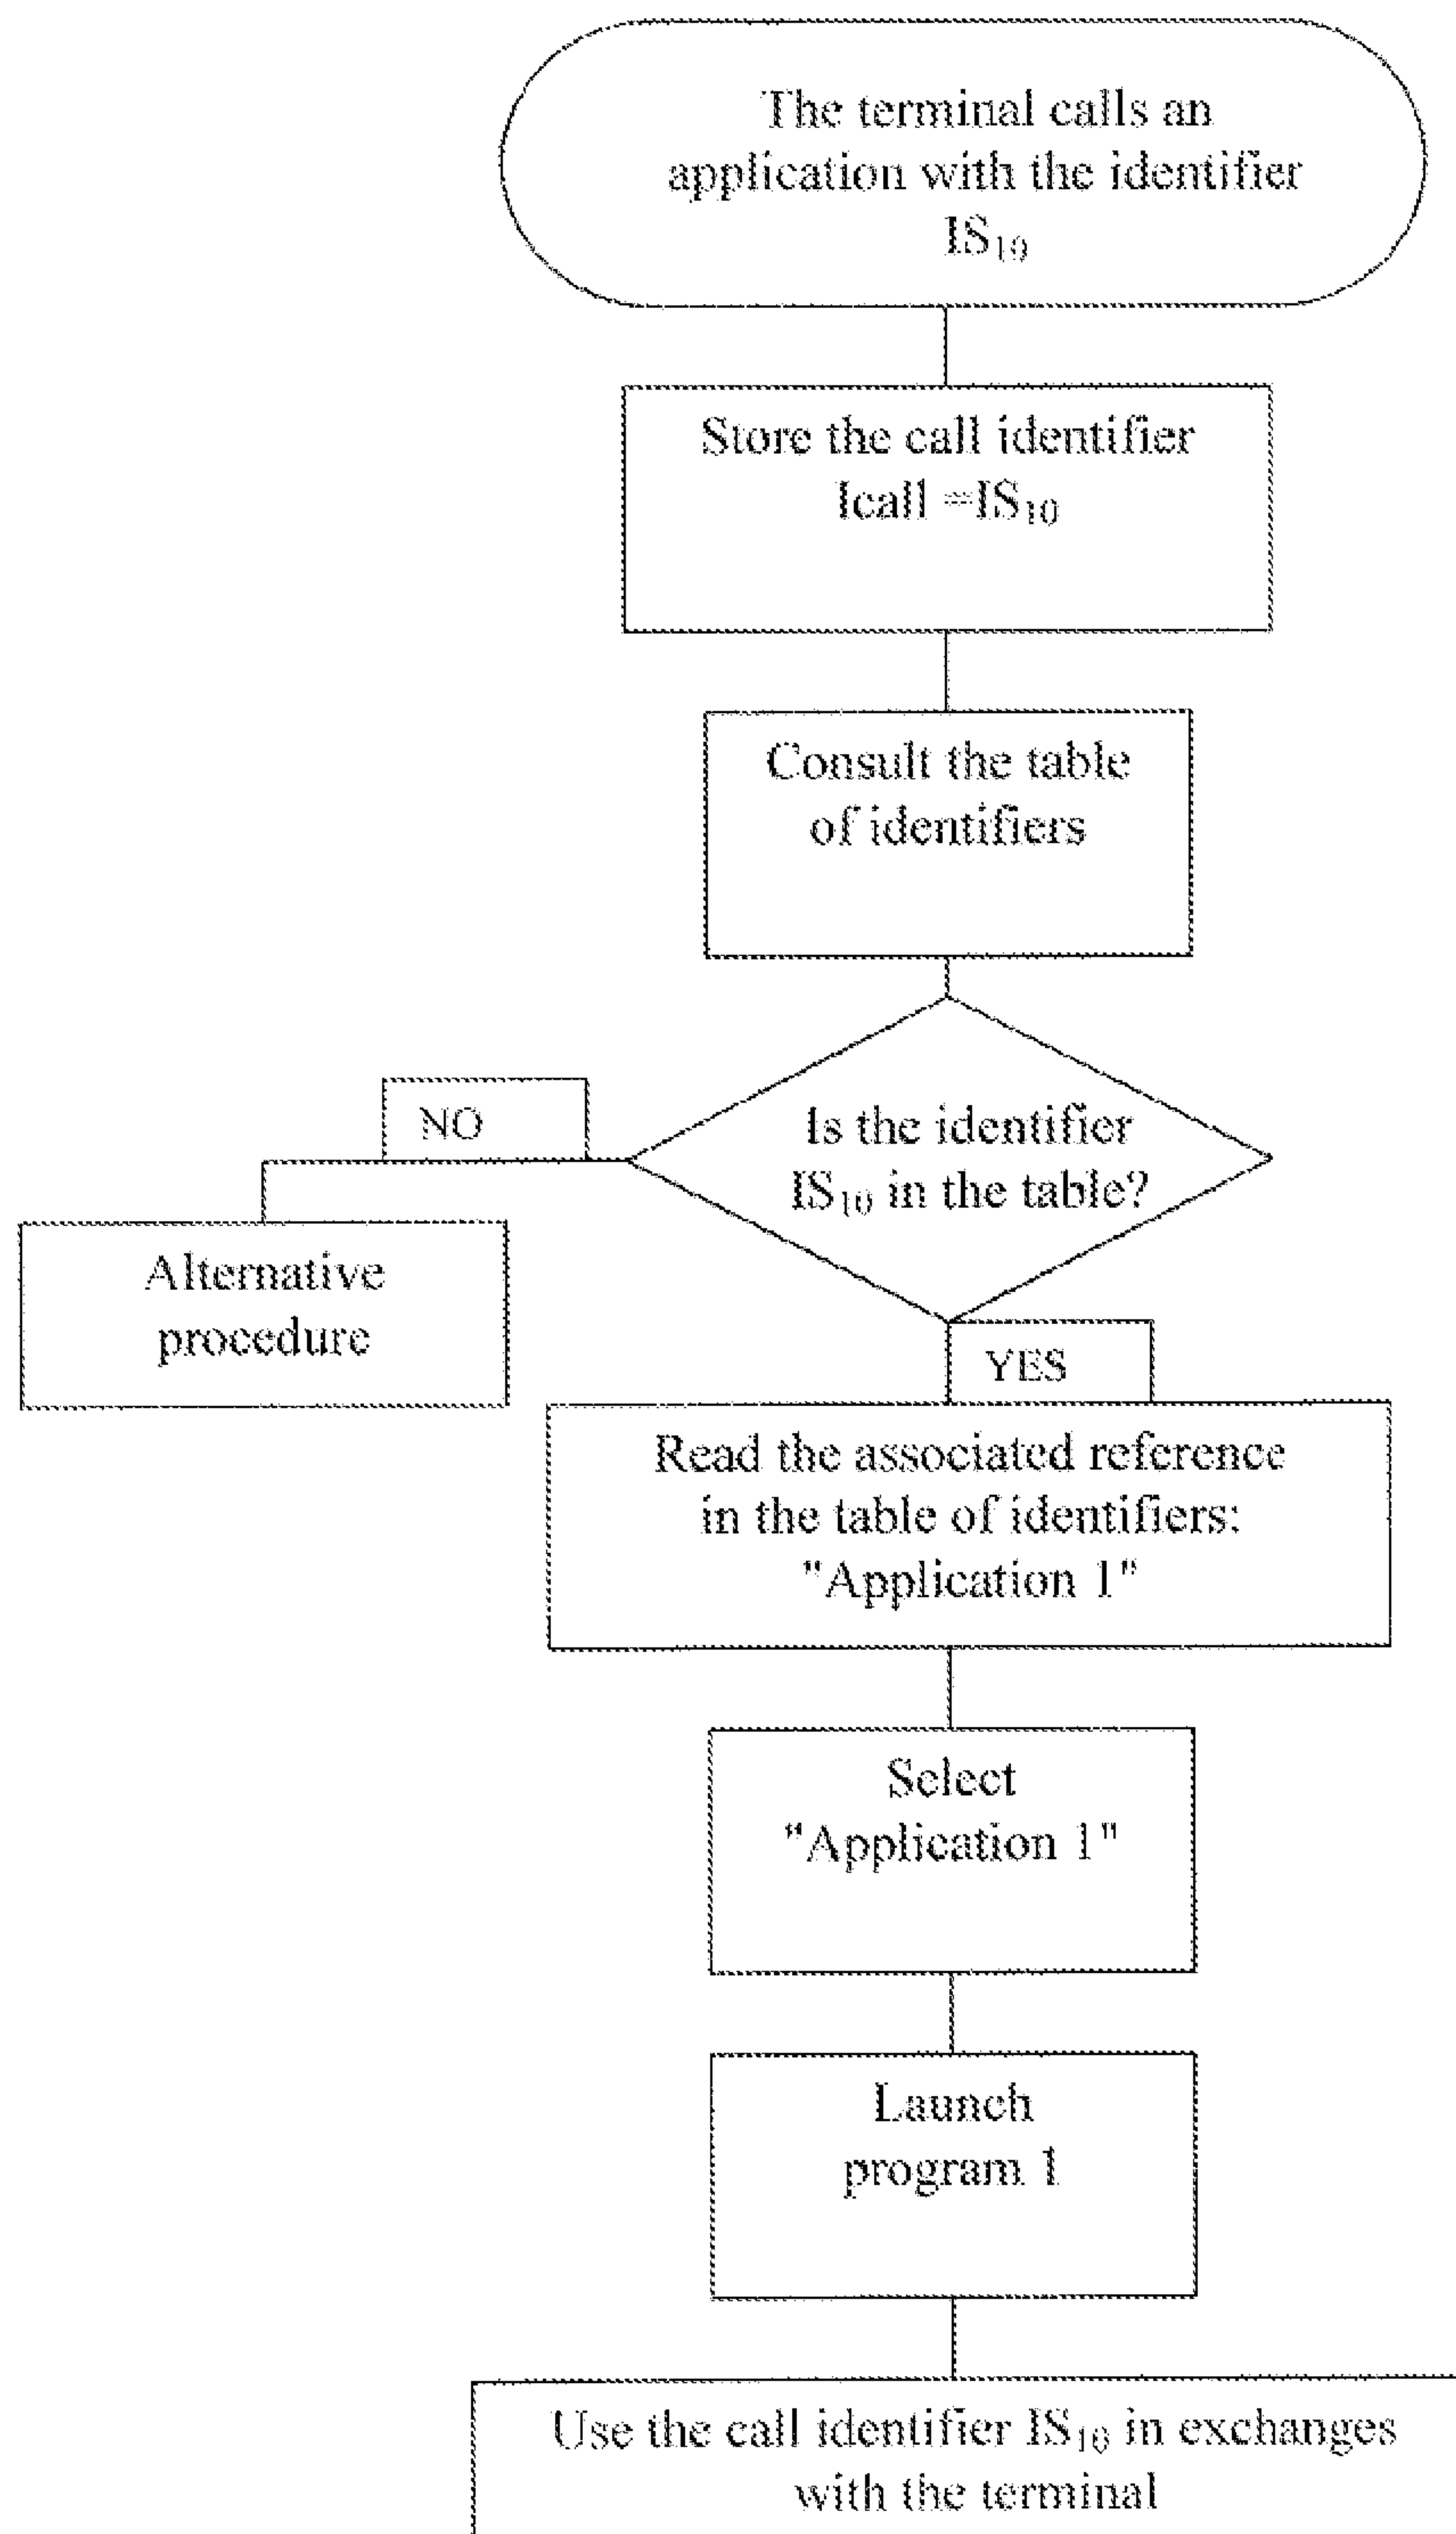 The terminal calls an
application with the identifier
IS₁₀
Store the call identifier
Icall =IS₁₀
Consult the table
of identifiers
Is the identifier
IS₁₀ in the table?
NO
Alternative
procedure
YES
Read the associated reference
in the table of identifiers:
"Application 1"
Select
"Application 1"
Launch
program 1
Use the call identifier IS₁₀ in exchanges
with the terminal